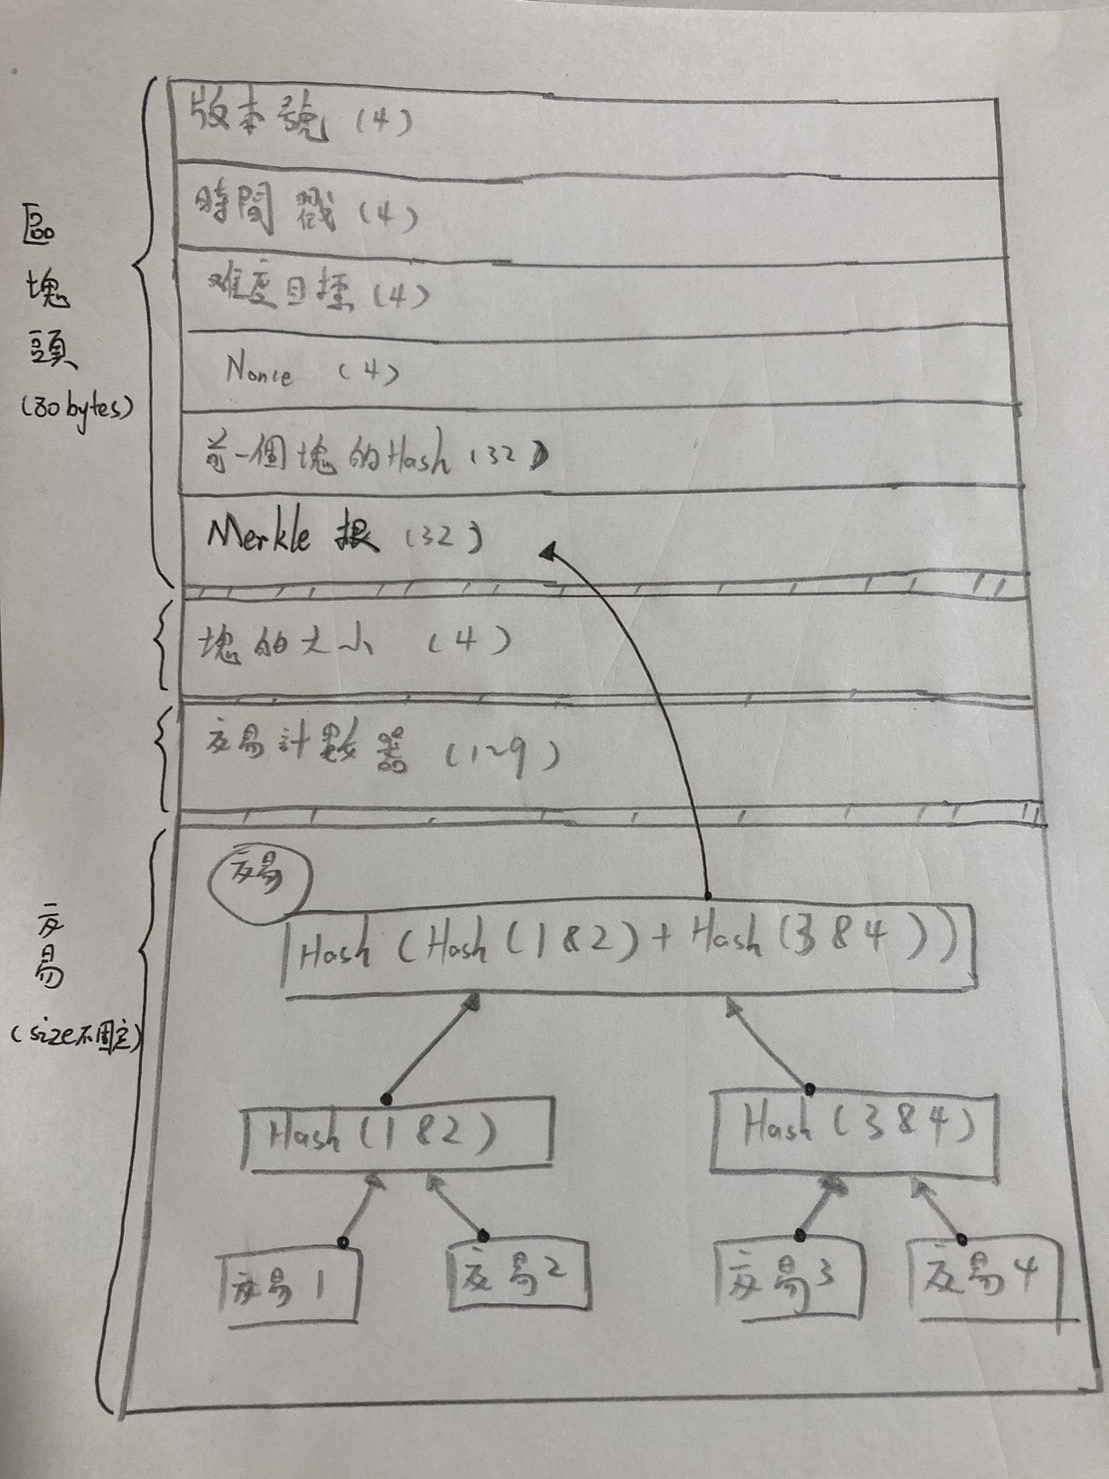 版本號 (4)
時間戳 (4)
难度目標 (4)
Nonce (4)
前一個塊的Hash (32)
Merkle 根 (32)
區
塊
頭
(80 bytes)
塊的大小 (4)
交易計數器 (1~9)
交易
Hash (Hash (1&2) + Hash (3&4))
Hash (1&2)
Hash (3&4)
交易1
交易2
交易3
交易4
交
易
(size不固定)